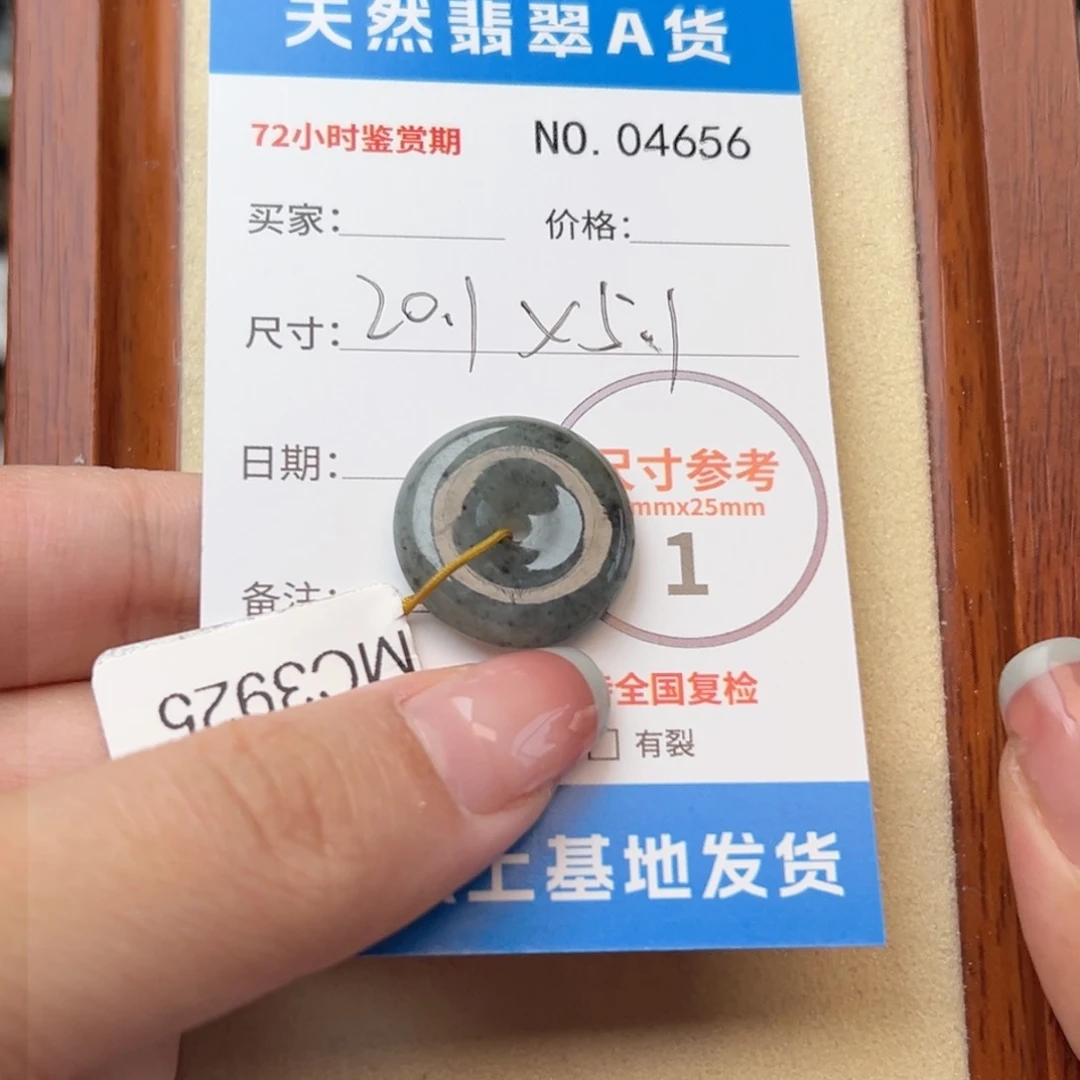 天然翡翠A货
72小时鉴赏期 NO. 04656
买家: 价格:
尺寸: 20.1 X 5.1
日期:
尺寸参考
mmx25mm
1
备注:
MC3925
全国复检
有裂
基地发货